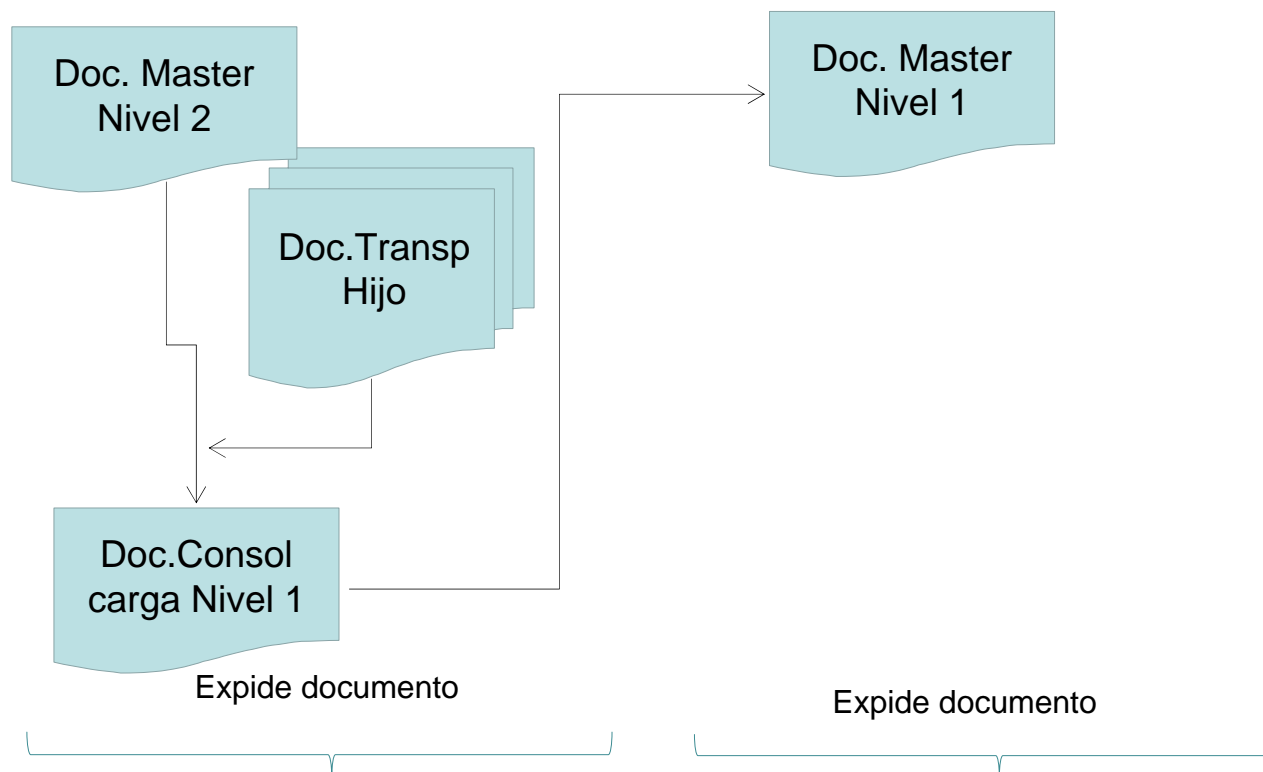 Doc. Master
Nivel 2
Doc.Transp
Hijo
Doc.Consol
carga Nivel 1
Expide documento
Doc. Master
Nivel 1
Expide documento